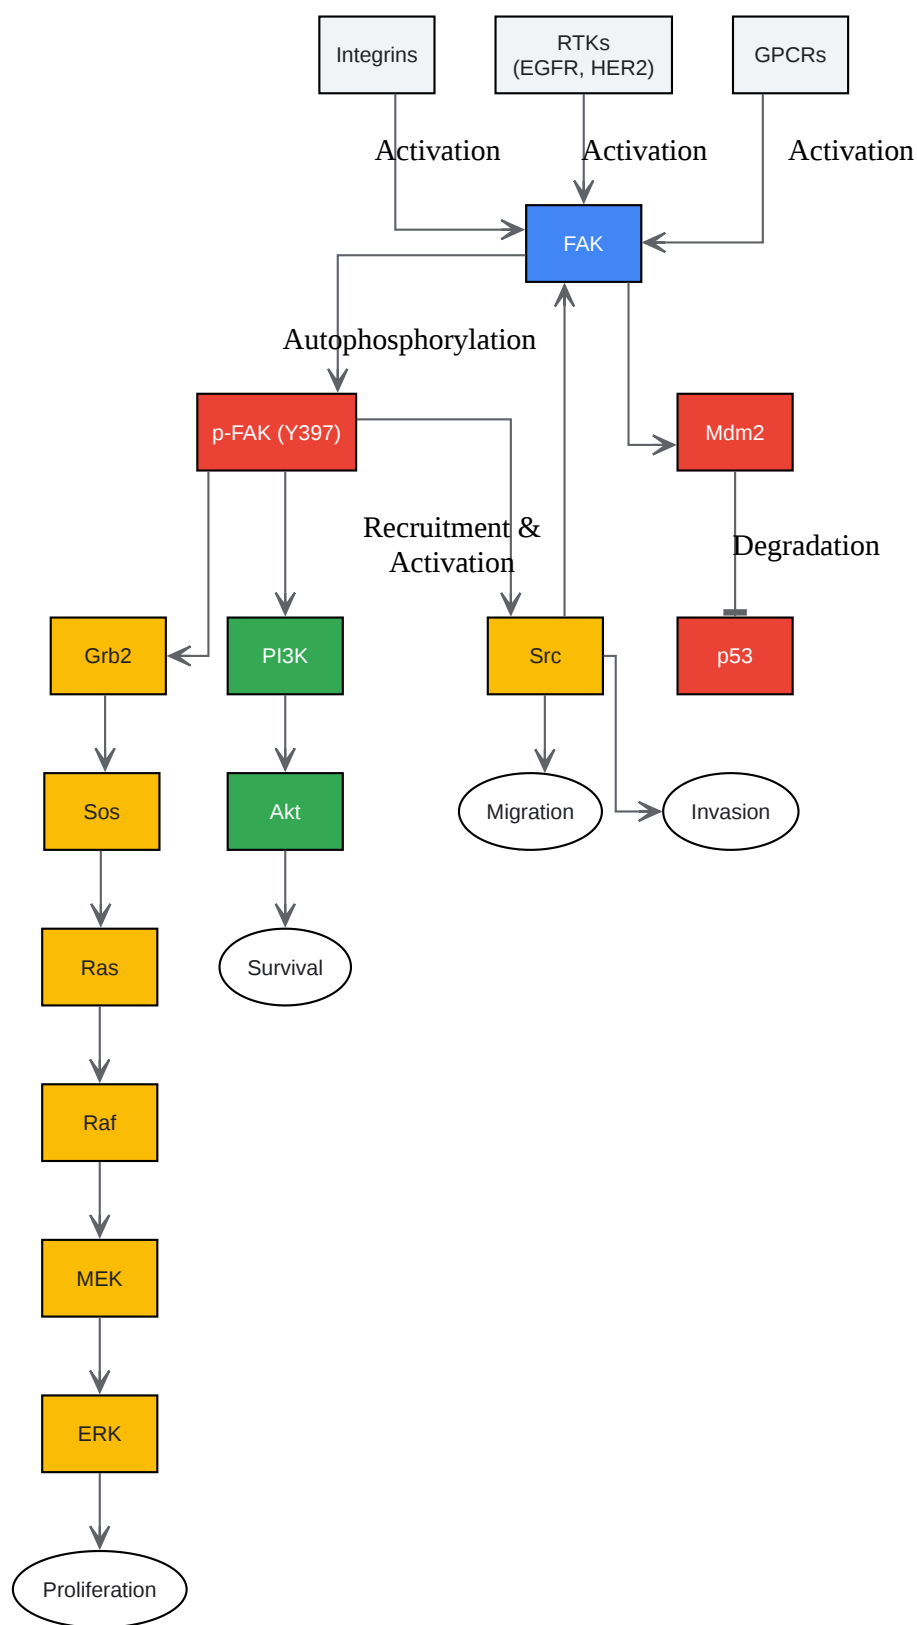 Integrins
RTKs
(EGFR, HER2)
GPCRs
Activation
Activation
Activation
FAK
Autophosphorylation
p-FAK (Y397)
Mdm2
Recruitment &
Activation
Degradation
Grb2
PI3K
Src
p53
Sos
Akt
Migration
Invasion
Ras
Survival
Raf
MEK
ERK
Proliferation